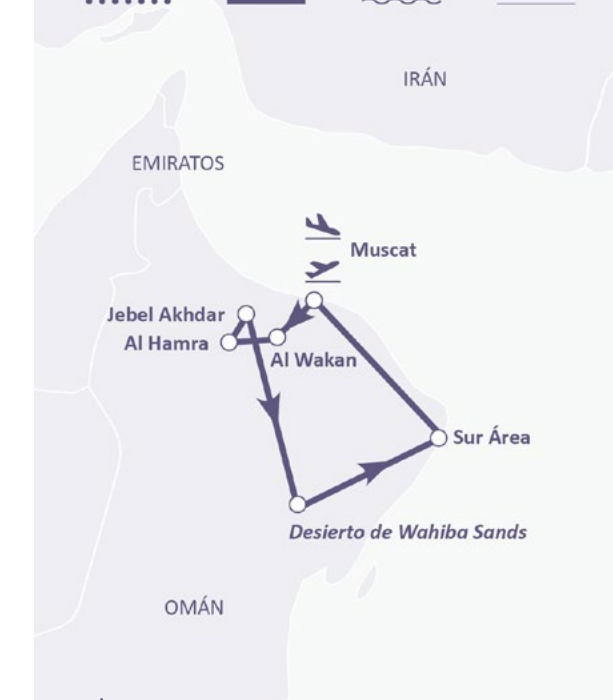 IRÁN
EMIRATOS
Muscat
Jebel Akhdar
Al Hamra
Al Wakan
Sur Área
Desierto de Wahiba Sands
OMÁN